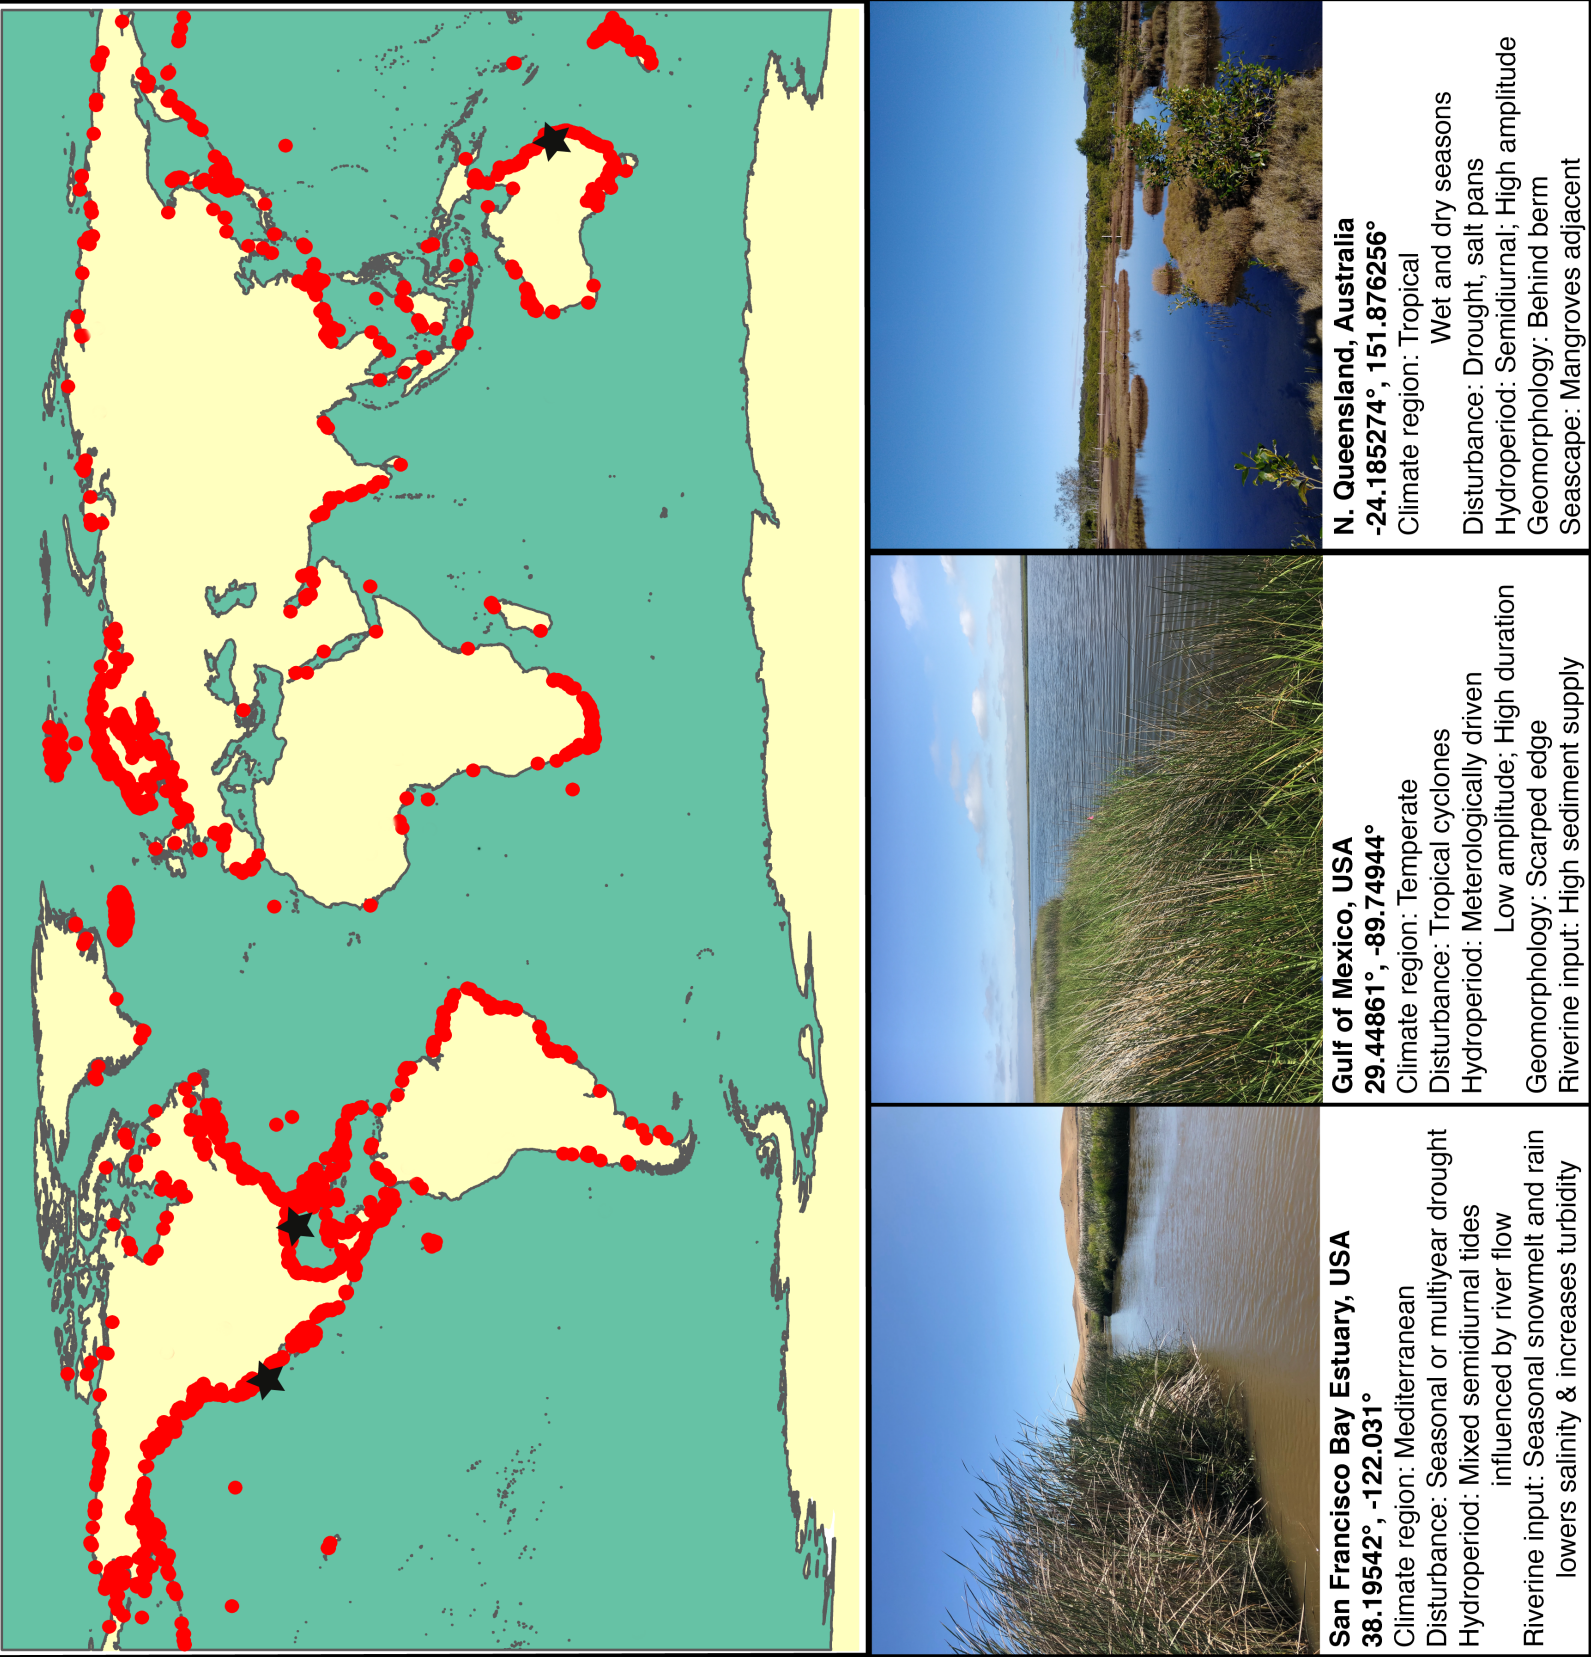 San Francisco Bay Estuary, USA
38.19542°, -122.031°
Climate region: Mediterranean
Disturbance: Seasonal or multiyear drought
Hydroperiod: Mixed semidiurnal tides
influenced by river flow
Riverine input: Seasonal snowmelt and rain
lowers salinity & increases turbidity
Gulf of Mexico, USA
29.44861°, -89.74944°
Climate region: Temperate
Disturbance: Tropical cyclones
Hydroperiod: Meterologically driven
Low amplitude; High duration
Geomorphology: Scarped edge
Riverine input: High sediment supply
N. Queensland, Australia
-24.185274°, 151.876256°
Climate region: Tropical
Wet and dry seasons
Disturbance: Drought, salt pans
Hydroperiod: Semidiurnal; High amplitude
Geomorphology: Behind berm
Seascape: Mangroves adjacent